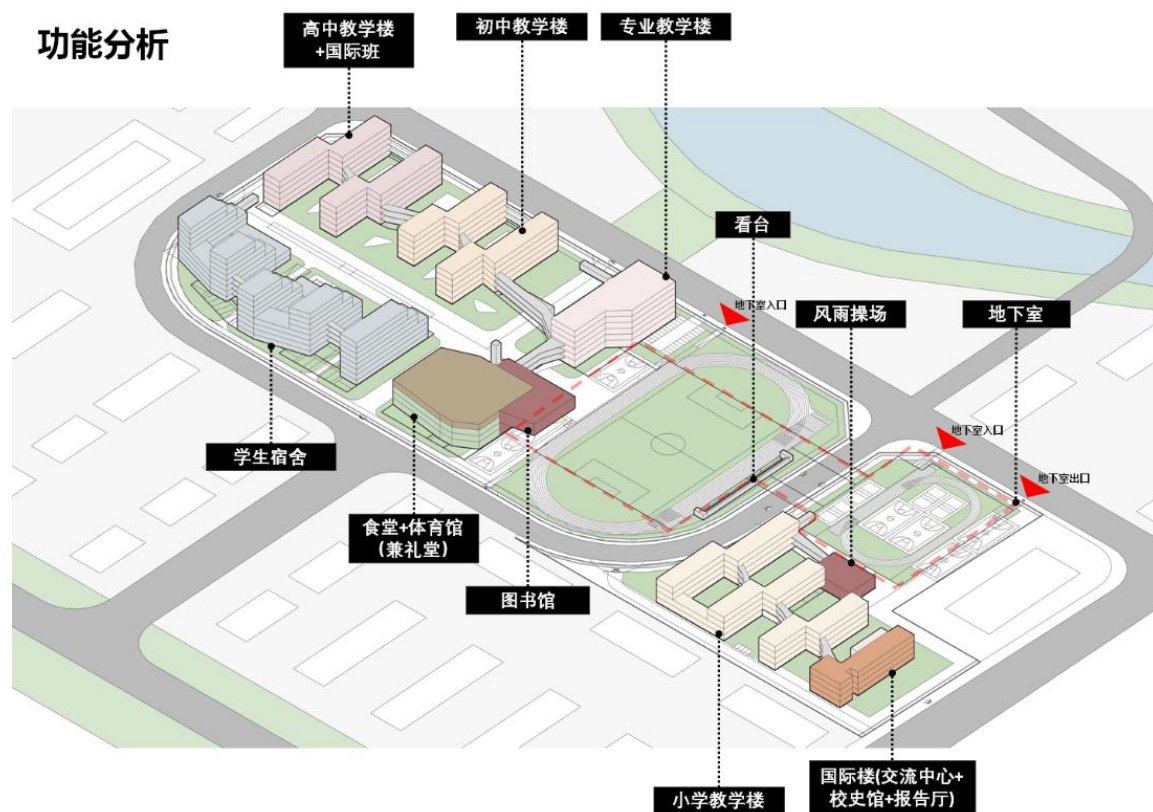 功能分析
高中教学楼
+国际班
初中教学楼
专业教学楼
看台
地下室入口
风雨操场
地下室
地下室入口
地下室出口
学生宿舍
食堂+体育馆
(兼礼堂)
图书馆
小学教学楼
国际楼(交流中心+
校史馆+报告厅)